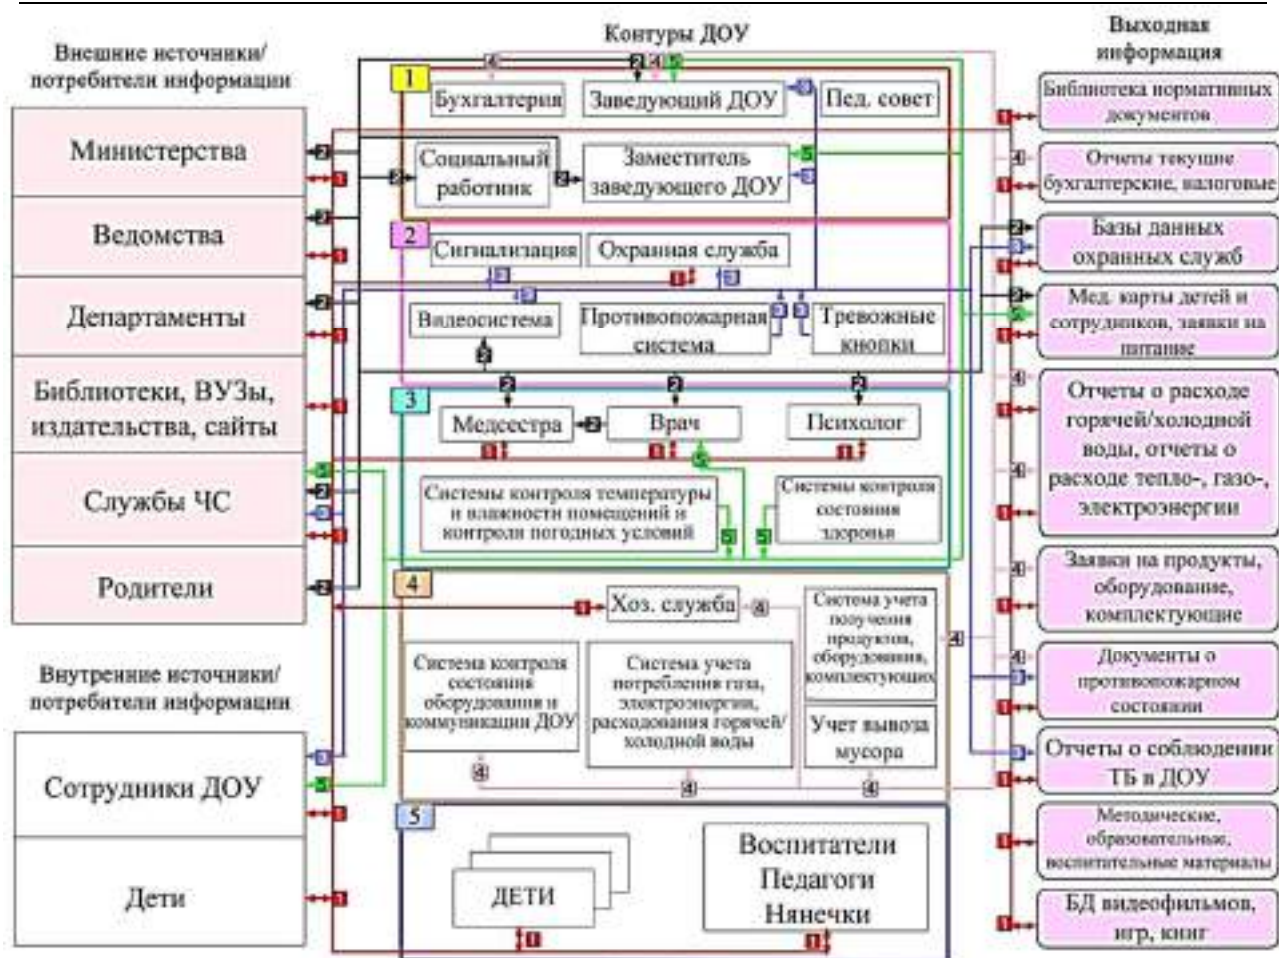 Внешние источники/
потребители информации
Министерства
Ведомства
Департаменты
Библиотеки, ВУЗы,
издательства, сайты
Службы ЧС
Родители
Внутренние источники/
потребители информации
Сотрудники ДОУ
Дети
Контуры ДОУ
1
Бухгалтерия
Заведующий ДОУ
Пед. совет
Социальный
работник
Заместитель
заведующего ДОУ
2
Сигнализация
Охранная служба
Видеосистема
Противопожарная
система
Тревожные
кнопки
3
Медсестра
Врач
Психолог
Системы контроля температуры
и влажности помещений и
контроля погодных условий
Системы контроля
состояния
здоровья
4
Хоз. служба
Система учета
получения
продуктов,
оборудования,
комплектующих
Система контроля
состояния
оборудования и
коммуникации ДОУ
Система учета
потребления газа,
электроэнергии,
расходования горячей/
холодной воды
Учет вывоза
мусора
5
ДЕТИ
Воспитатели
Педагоги
Нянечки
Выходная
информация
Библиотека нормативных
документов
Отчеты текущие
бухгалтерские, налоговые
Базы данных
охранных служб
Мед. карты детей и
сотрудников, заявки на
питание
Отчеты о расходе
горячей/холодной
воды, отчеты о
расходе тепло-, газо-,
электроэнергии
Заявки на продукты,
оборудование,
комплектующие
Документы о
противопожарном
состоянии
Отчеты о соблюдении
ТБ в ДОУ
Методические,
образовательные,
воспитательные материалы
БД видеофильмов,
игр, книг